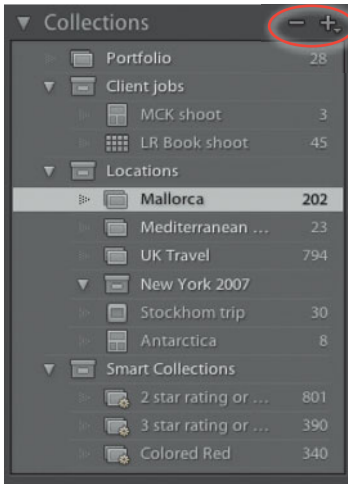 Collections
Portfolio 28
Client jobs
MCK shoot 3
LR Book shoot 45
Locations
Mallorca 202
Mediterranean ... 23
UK Travel 794
New York 2007
Stockhom trip 30
Antarctica 8
Smart Collections
2 star rating or ... 801
3 star rating or ... 390
Colored Red 340